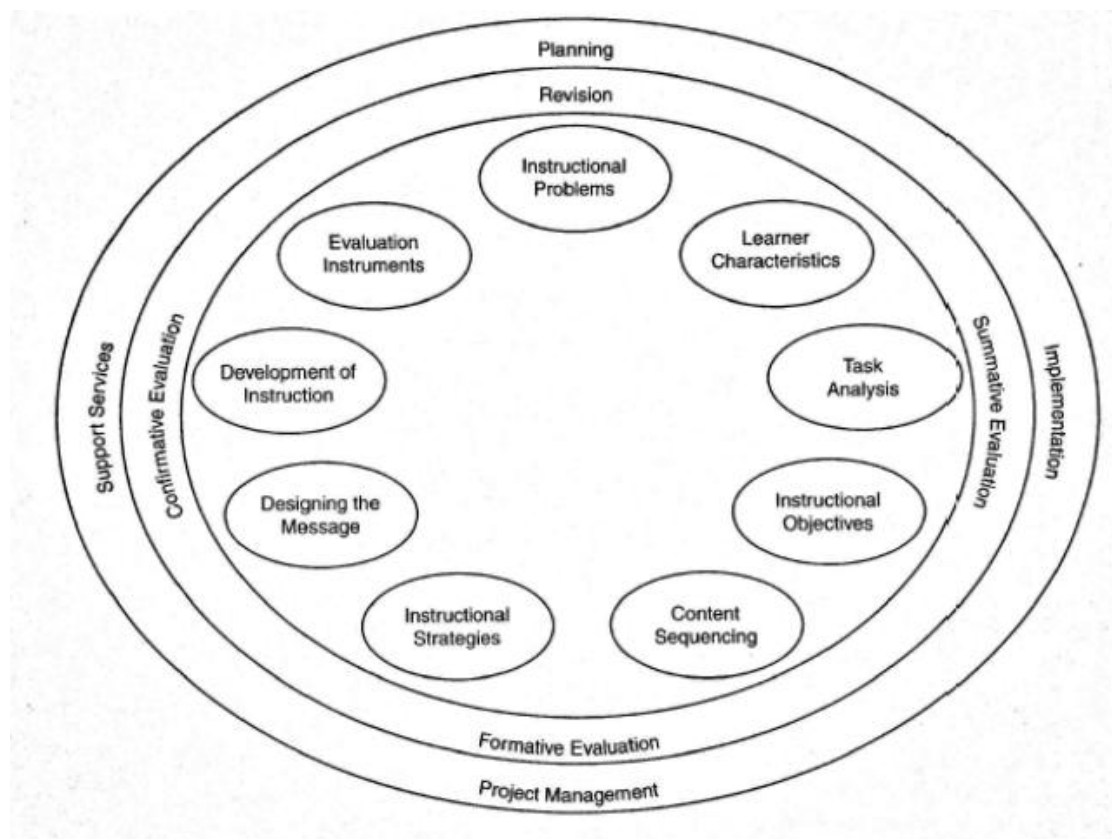 Planning
Revision
Instructional
Problems
Learner
Characteristics
Task
Analysis
Instructional
Objectives
Content
Sequencing
Instructional
Strategies
Designing the
Message
Development of
Instruction
Evaluation
Instruments
Summative Evaluation
Formative Evaluation
Confirmative Evaluation
Implementation
Project Management
Support Services